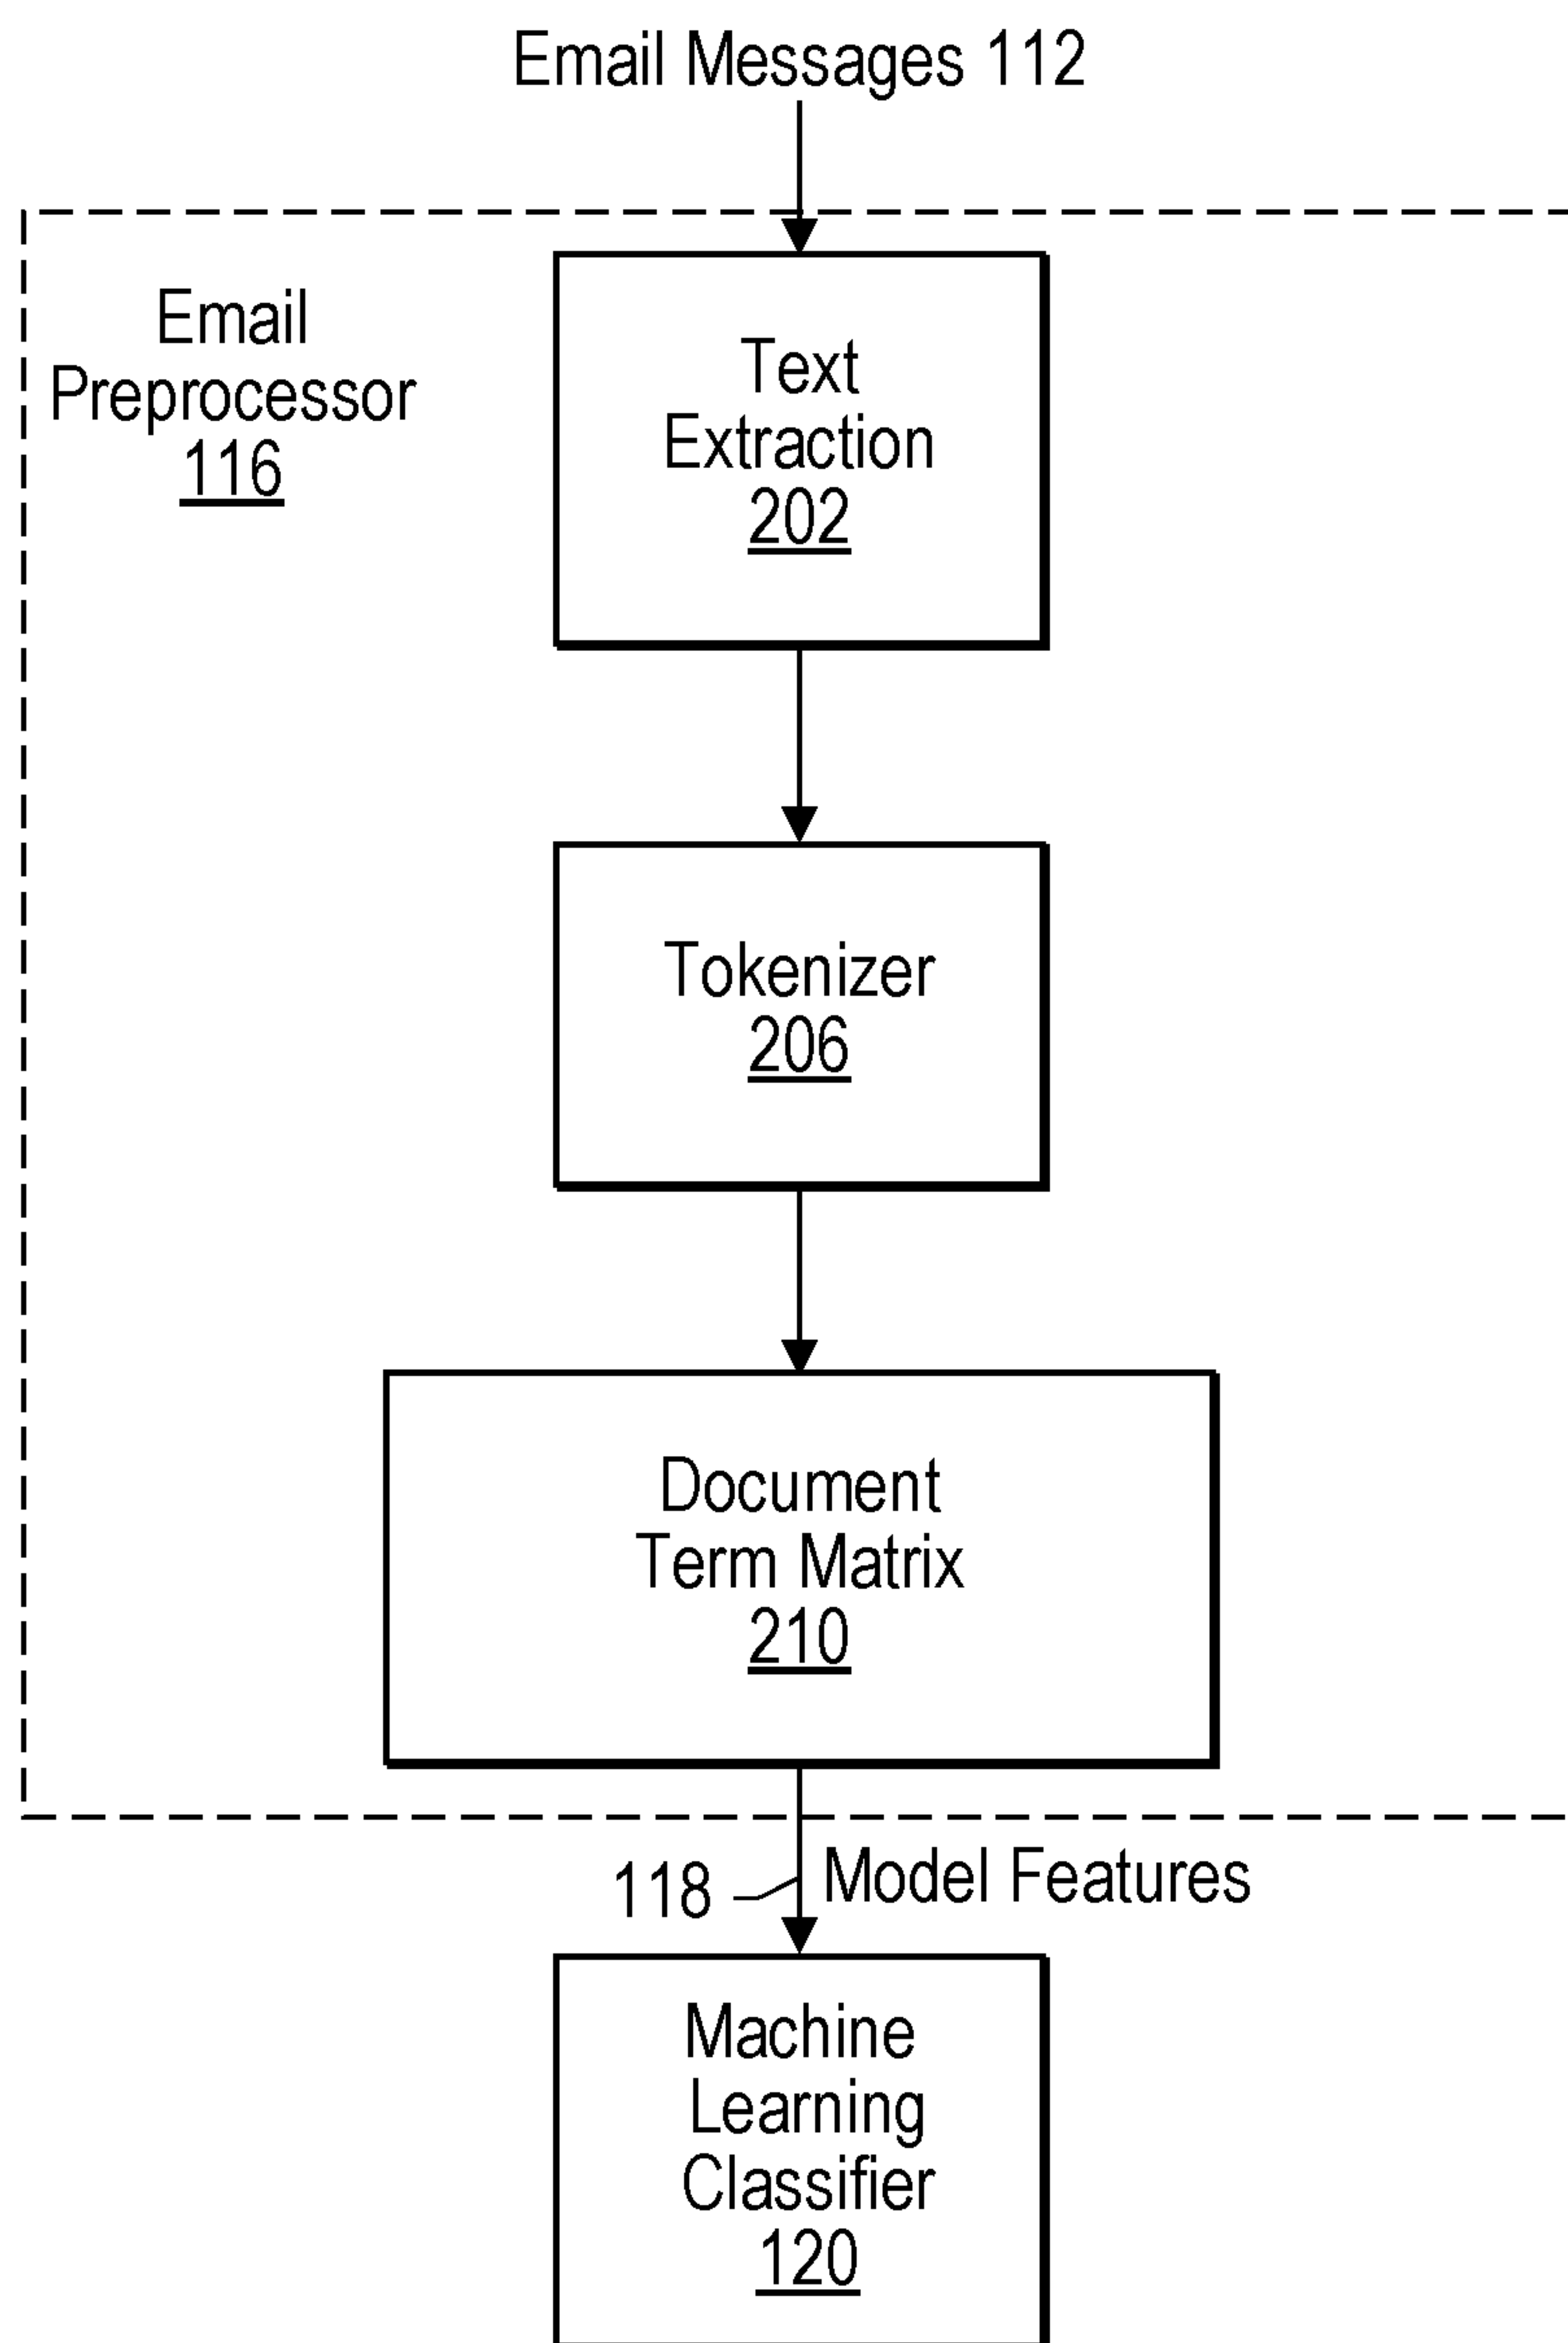 Email Messages 112
Email
Preprocessor
116
Text
Extraction
202
Tokenizer
206
Document
Term Matrix
210
118
Model Features
Machine
Learning
Classifier
120